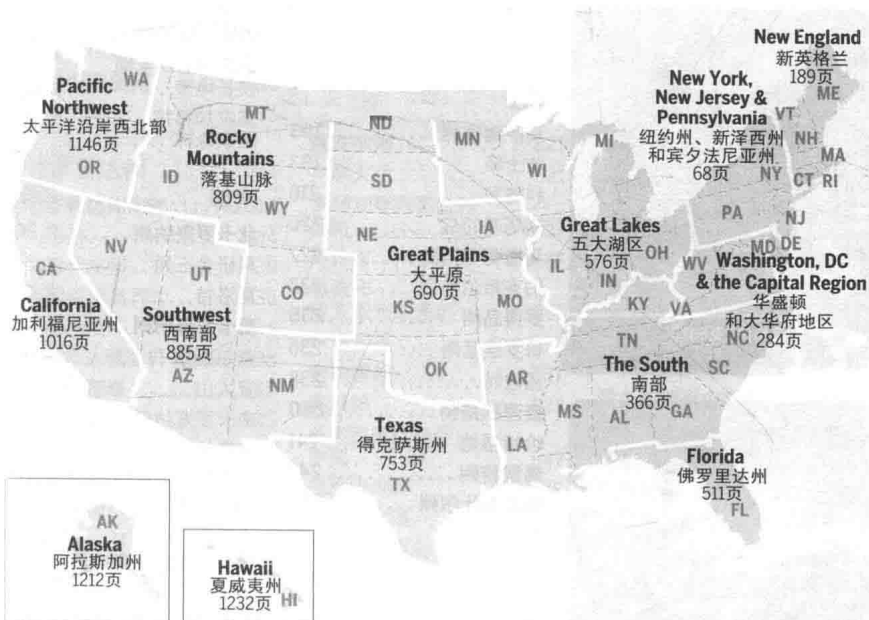 Pacific
Northwest
太平洋沿岸西北部
1146页
Rocky
Mountains
落基山脉
809页
New England
新英格兰
189页
New York,
New Jersey &
Pennsylvania
纽约州、新泽西州
和宾夕法尼亚州
68页
California
加利福尼亚州
1016页
Southwest
西南部
885页
Great Plains
大平原
690页
Great Lakes
五大湖区
576页
Washington, DC
& the Capital Region
华盛顿
和大华府地区
284页
The South
南部
366页
Texas
得克萨斯州
753页
Florida
佛罗里达州
511页
Alaska
阿拉斯加州
1212页
Hawaii
夏威夷州
1232页
WA
OR
MT
ID
WY
ND
SD
NE
KS
MN
WI
IA
MO
MI
IL
IN
OH
ME
VT
NH
MA
NY
CT
RI
PA
NJ
MD
DE
WV
VA
CA
NV
UT
CO
AZ
NM
OK
TX
AR
LA
KY
TN
NC
SC
MS
AL
GA
FL
AK
HI